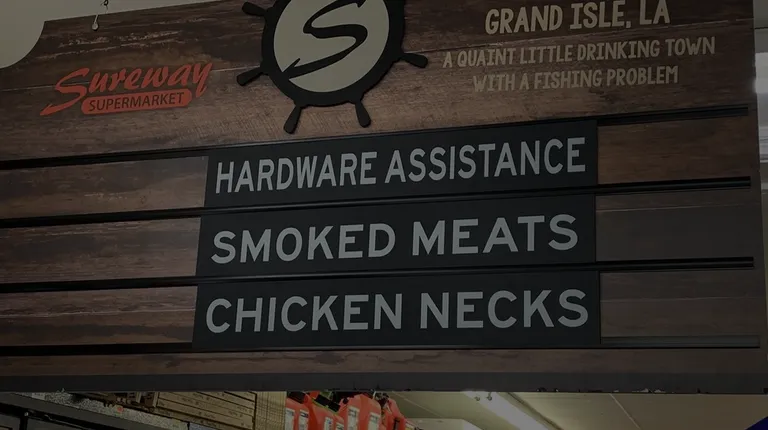 Sureway
SUPERMARKET
S
GRAND ISLE, LA
A QUAINT LITTLE DRINKING TOWN
WITH A FISHING PROBLEM
HARDWARE ASSISTANCE
SMOKED MEATS
CHICKEN NECKS